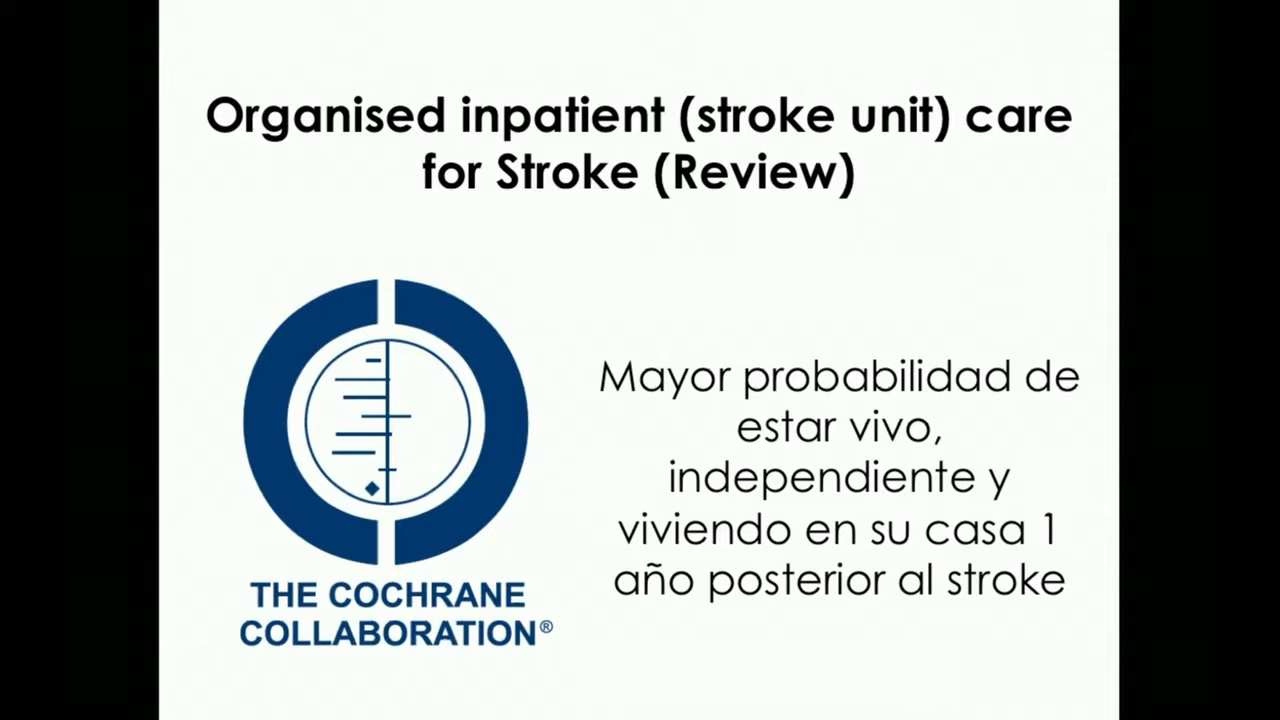 Organised inpatient (stroke unit) care
for Stroke (Review)
Mayor probabilidad de
estar vivo,
independiente y
viviendo en su casa 1
año posterior al stroke
THE COCHRANE
COLLABORATION®